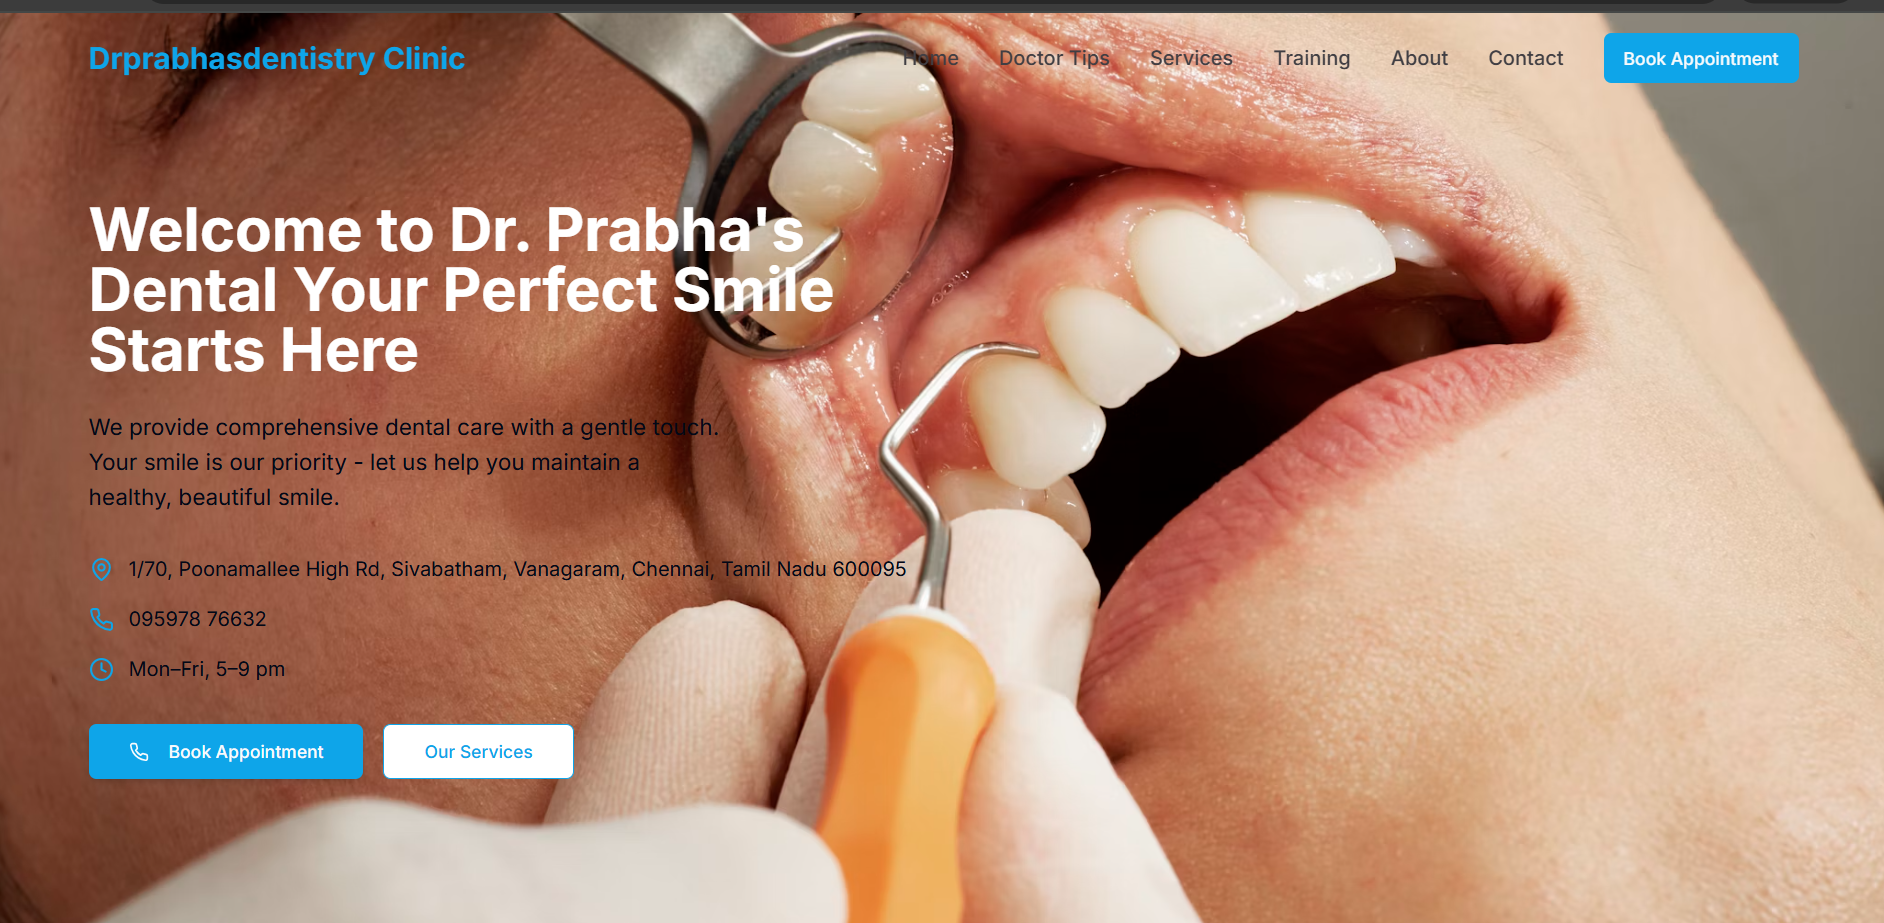 Drprabhasdentistry Clinic
Home Doctor Tips Services Training About Contact Book Appointment
Welcome to Dr. Prabha's
Dental Your Perfect Smile
Starts Here
We provide comprehensive dental care with a gentle touch.
Your smile is our priority - let us help you maintain a
healthy, beautiful smile.
1/70, Poonamallee High Rd, Sivabatham, Vanagaram, Chennai, Tamil Nadu 600095
095978 76632
Mon–Fri, 5–9 pm
Book Appointment Our Services